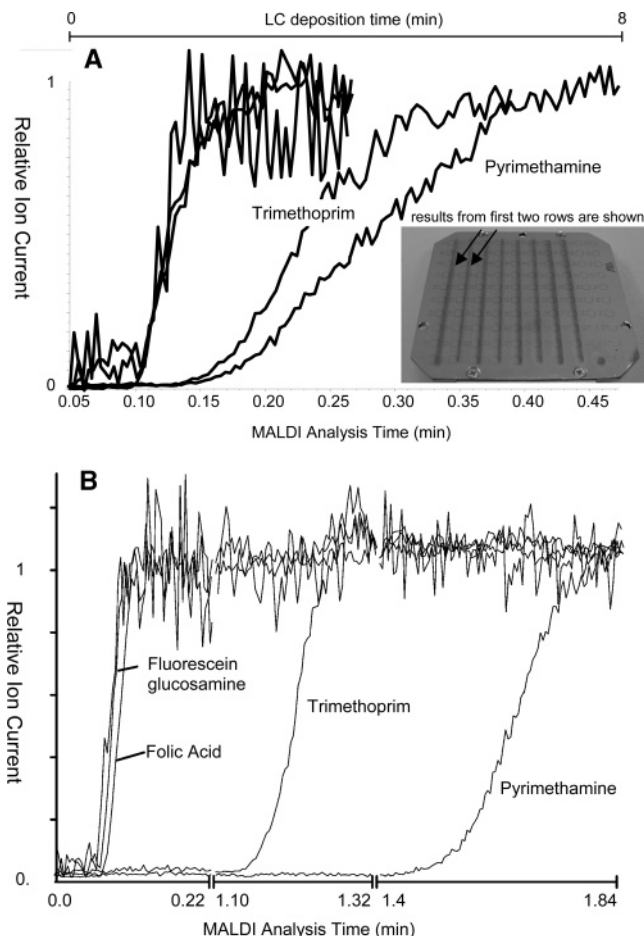 0 LC deposition time (min) 8
A
1
Relative Ion Current
Pyrimethamine
Trimethoprim
results from first two rows are shown
0
0.05 0.10 0.15 0.20 0.25 0.30 0.35 0.40 0.45
MALDI Analysis Time (min)
B
1
Relative Ion Current
Fluorescein
glucosamine
Trimethoprim
Folic Acid
Pyrimethamine
0.
0.0 0.22 1.10 1.32 1.4 1.84
MALDI Analysis Time (min)